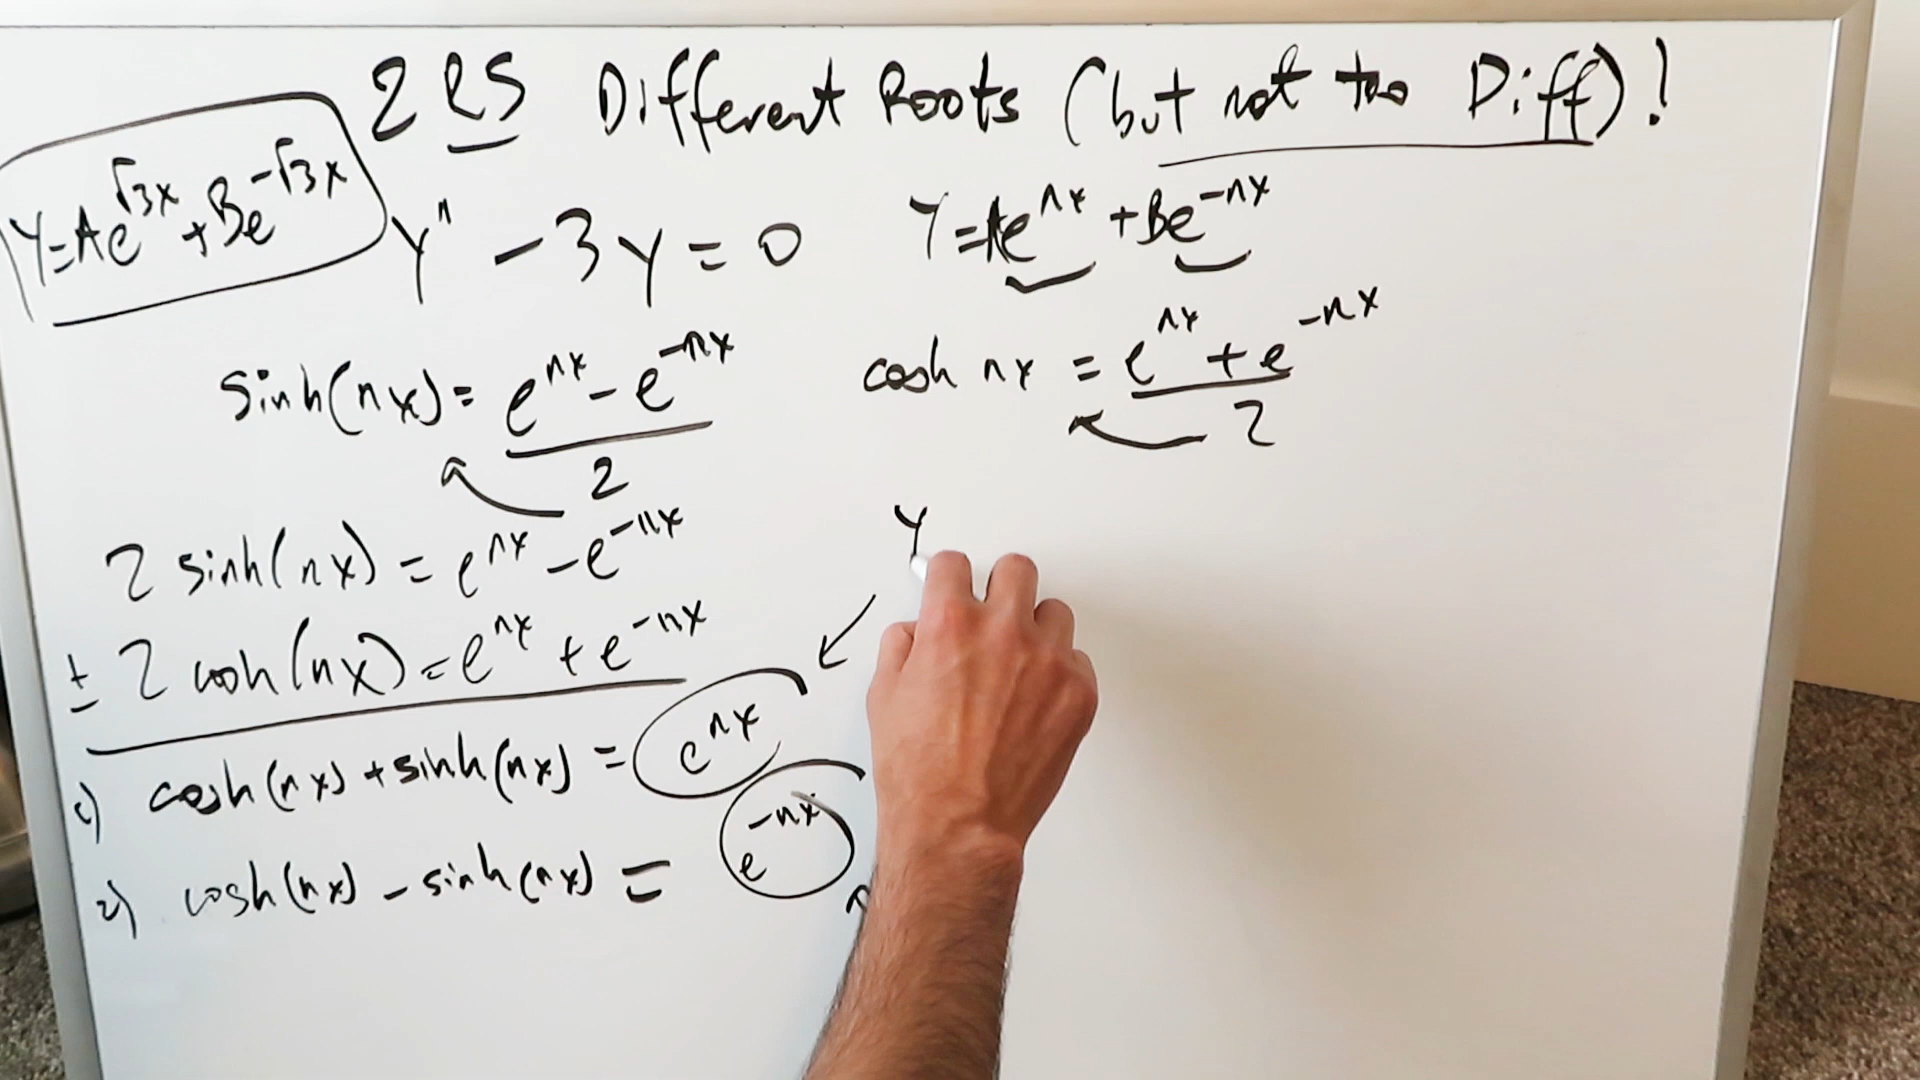 2 RS Different Roots (but not too Diff)!
Y=Ae^√3x +Be^-√3x
Y" - 3y = 0
Y=Ae^nx +Be^-nx
sinh(nx) = e^nx - e^-nx / 2
cosh nx = e^nx + e^-nx / 2
2 sinh(nx) = e^nx - e^-nx
± 2 cosh(nx) = e^nx + e^-nx
Y
1) cosh(nx) + sinh(nx) = e^nx
2) cosh(nx) - sinh(nx) = e^-nx